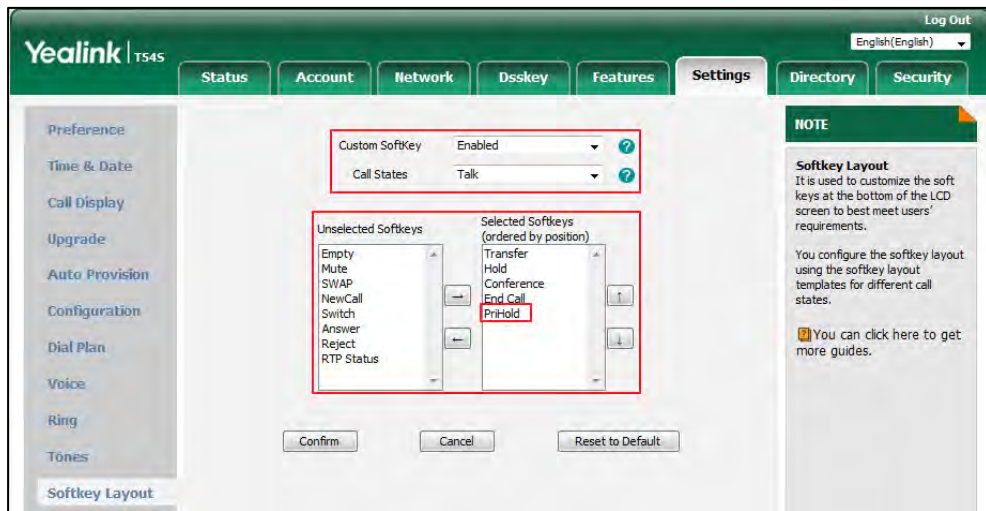 Log Out
Yealink | T54S
English(English)
Status Account Network Dsskey Features Settings Directory Security
Preference
Time & Date
Call Display
Upgrade
Auto Provision
Configuration
Dial Plan
Voice
Ring
Tones
Softkey Layout
Custom SoftKey Enabled
Call States Talk
Unselected Softkeys
Empty
Mute
SWAP
NewCall
Switch
Answer
Reject
RTP Status
Selected Softkeys
(ordered by position)
Transfer
Hold
Conference
End Call
PriHold
Confirm Cancel Reset to Default
NOTE
Softkey Layout
It is used to customize the soft
keys at the bottom of the LCD
screen to best meet users'
requirements.
You configure the softkey layout
using the softkey layout
templates for different call
states.
You can click here to get
more guides.